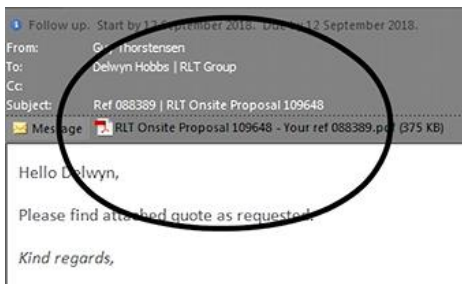 Follow up. Start by 12 September 2018. Due by 12 September 2018.
From: Guy Thorstensen
To: Delwyn Hobbs | RLT Group
Cc:
Subject: Ref 088389 | RLT Onsite Proposal 109648
Message RLT Onsite Proposal 109648 - Your ref 088389.pdf (375 KB)
Hello Delwyn,
Please find attached quote as requested.
Kind regards,